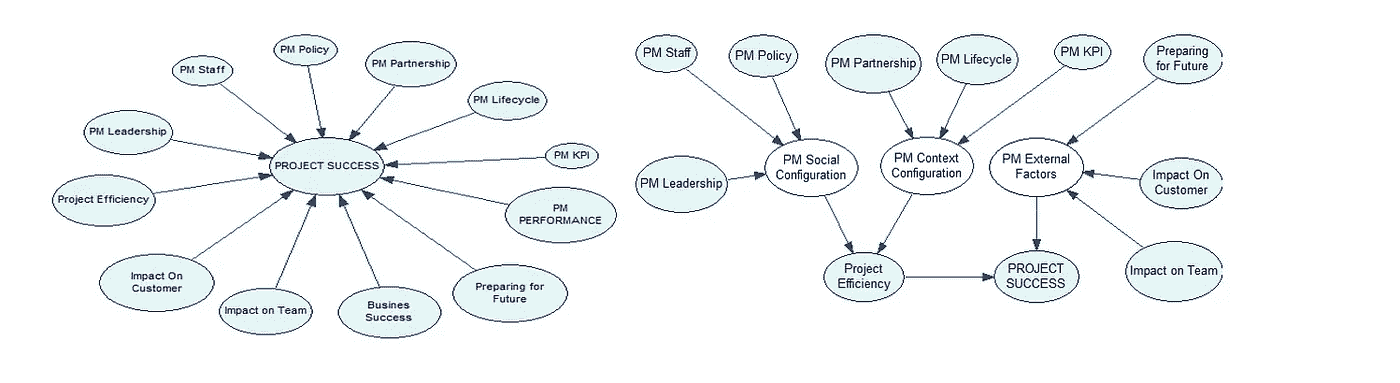 PM Policy
PM Staff
PM Partnership
PM Lifecycle
PM Leadership
PROJECT SUCCESS
PM KPI
Project Efficiency
PM
PERFORMANCE
Impact On
Customer
Impact on Team
Busines
Success
Preparing for
Future
PM Staff
PM Policy
PM Partnership
PM Lifecycle
PM KPI
Preparing
for Future
PM Leadership
PM Social
Configuration
PM Context
Configuration
PM External
Factors
Impact On
Customer
Project
Efficiency
PROJECT
SUCCESS
Impact on Team